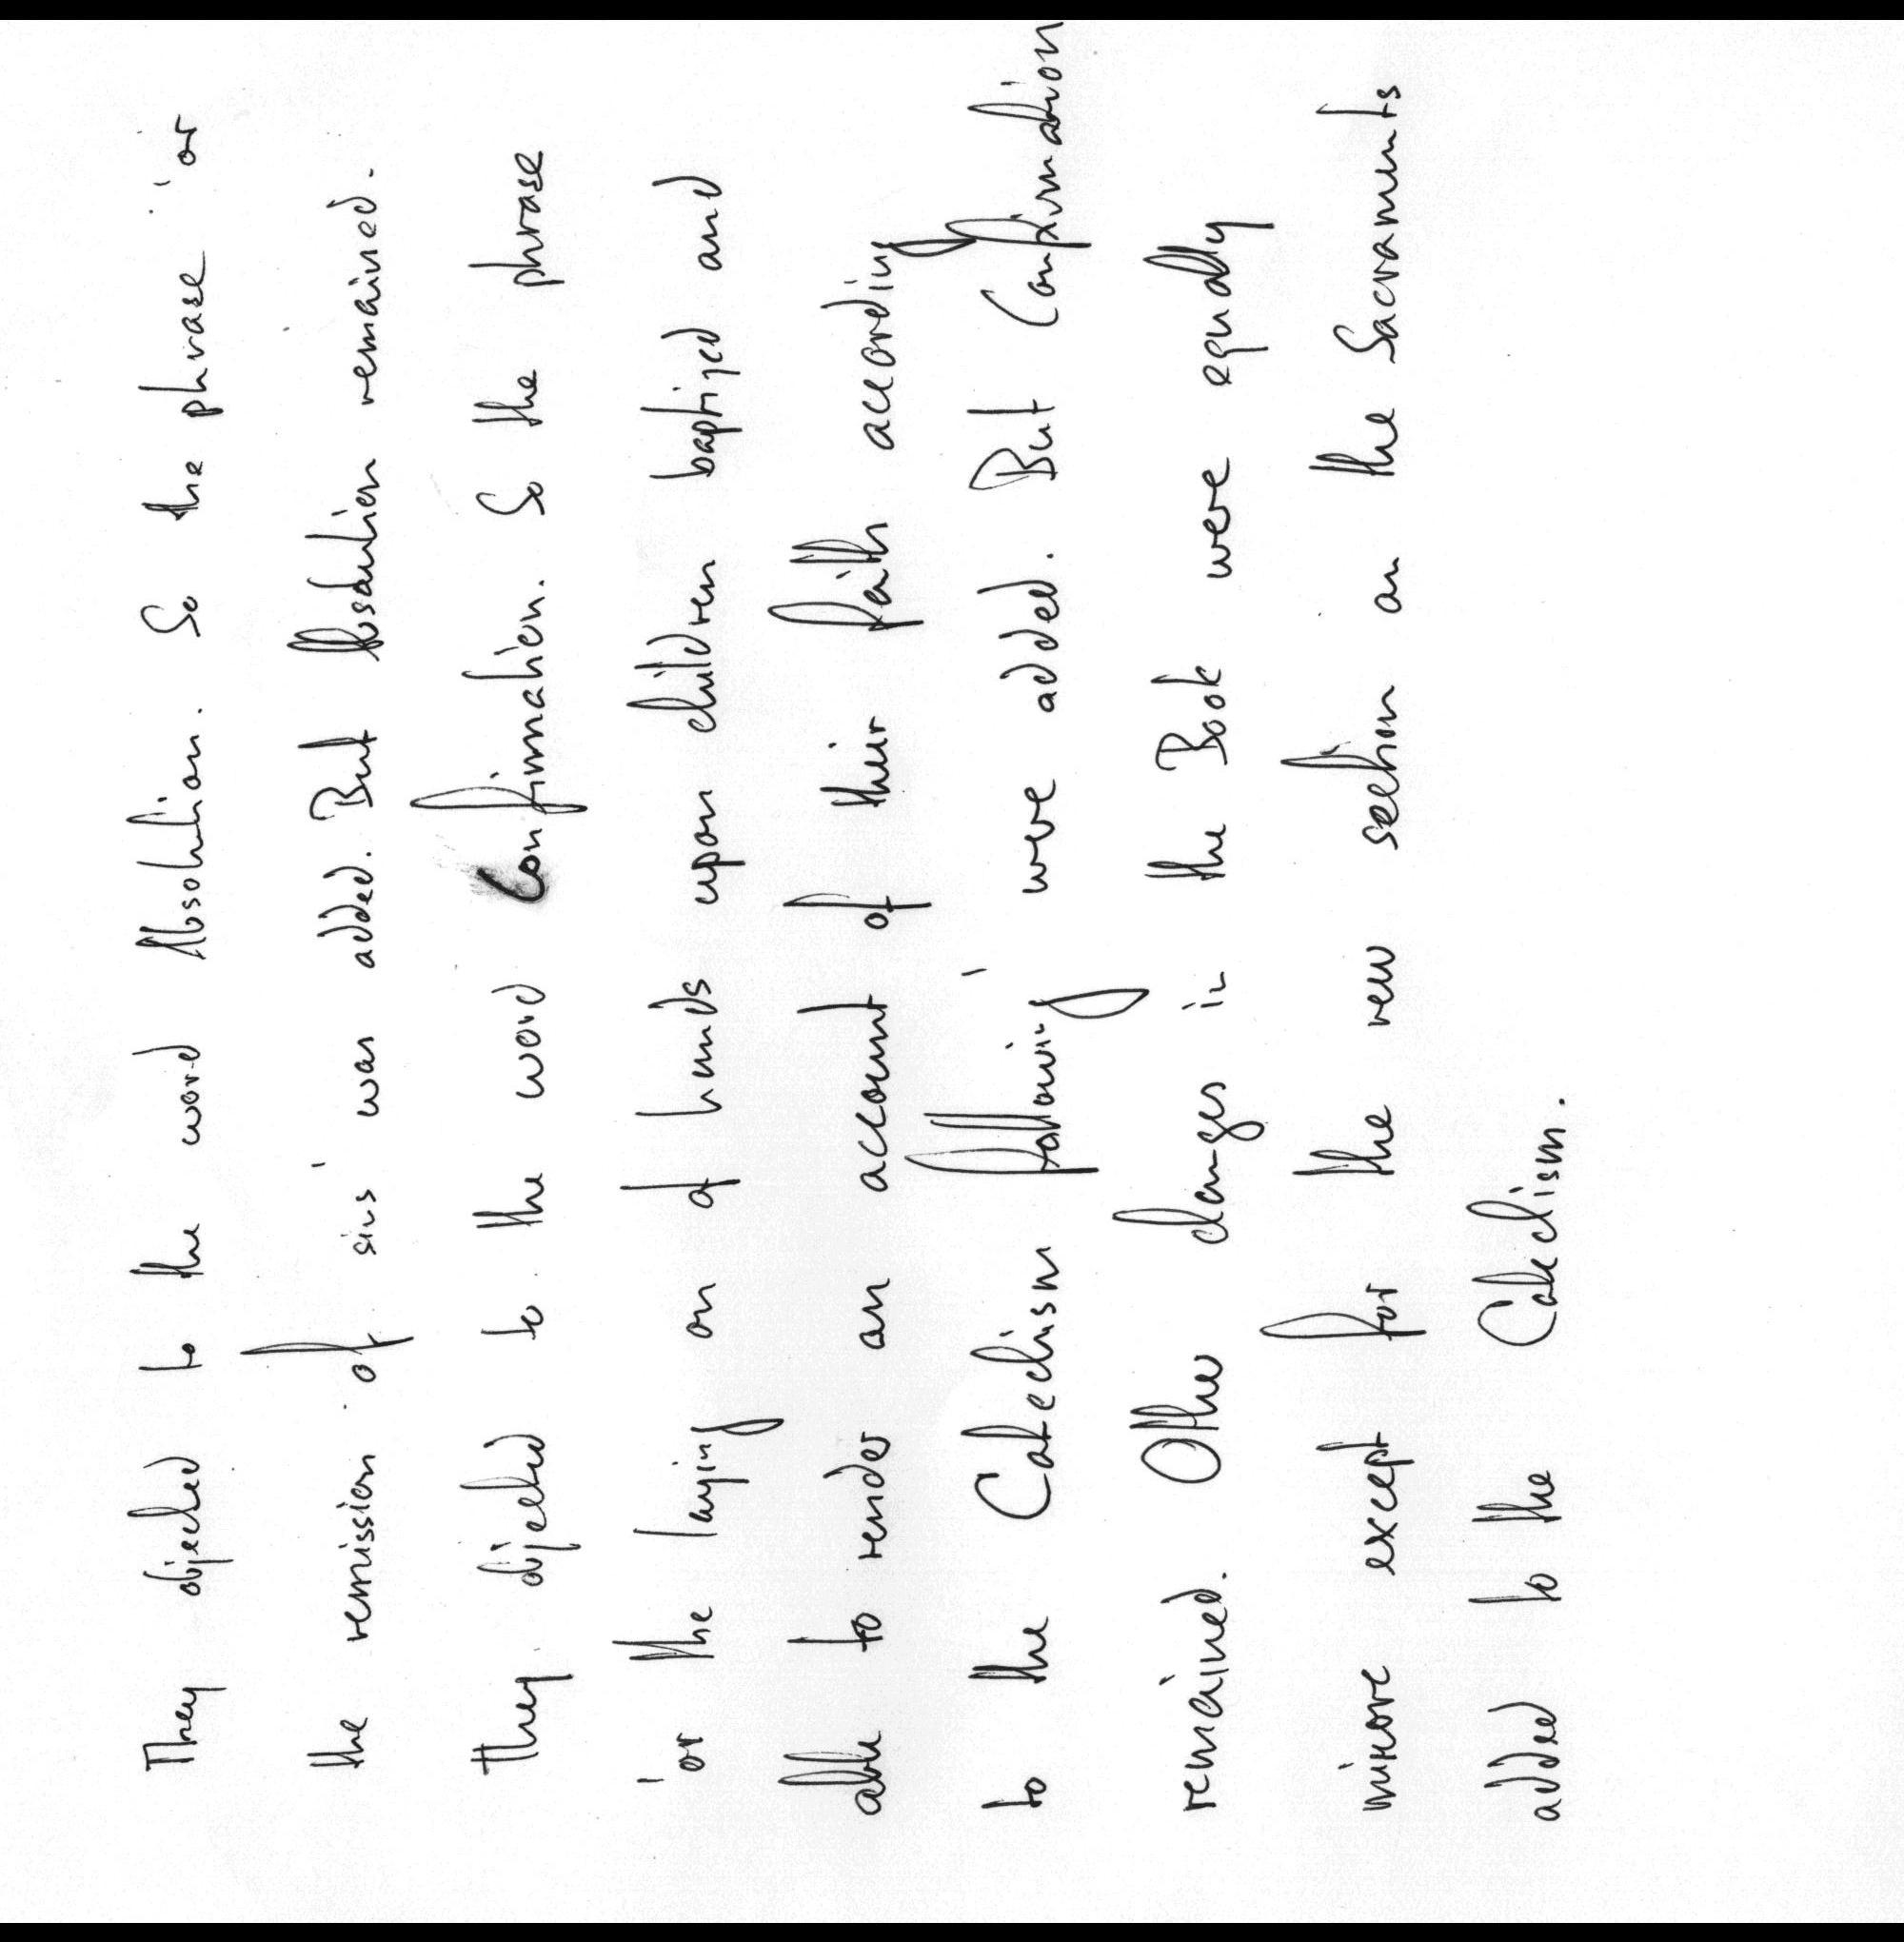 They objected to the word Absolution. So the phrase 'or
the remission of sins' was added. But Absolution remained.
They objected to the word Confirmation. So the phrase
'or the laying on of hands upon children baptized and
able to render an account of their faith according
to the Catechism following' were added. But Confirmation
remained. Other changes in the Book were equally
minore except for the new section on the Sacraments
added to the Catechism.